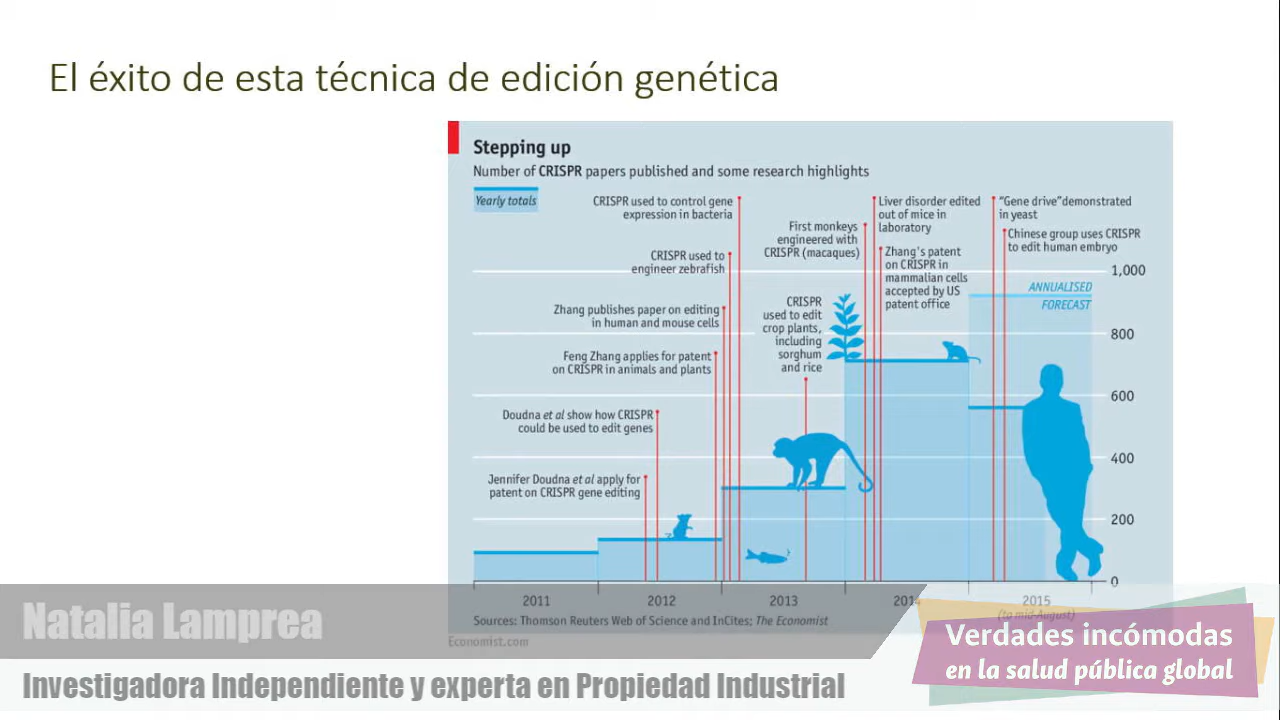 El éxito de esta técnica de edición genética
Stepping up
Number of CRISPR papers published and some research highlights
Yearly totals
CRISPR used to control gene
expression in bacteria
CRISPR used to
engineer zebrafish
Zhang publishes paper on editing
in human and mouse cells
Feng Zhang applies for patent
on CRISPR in animals and plants
Doudna et al show how CRISPR
could be used to edit genes
Jennifer Doudna et al apply for
patent on CRISPR gene editing
First monkeys
engineered with
CRISPR (macaques)
CRISPR
used to edit
crop plants,
including
sorghum
and rice
Liver disorder edited
out of mice in
laboratory
Zhang's patent
on CRISPR in
mammalian cells
accepted by US
patent office
"Gene drive" demonstrated
in yeast
Chinese group uses CRISPR
to edit human embryo
ANNUALISED
FORECAST
1,000
800
600
400
200
0
2011
2012
2013
2014
2015
(to mid-August)
Sources: Thomson Reuters Web of Science and InCites; The Economist
Economist.com
Natalia Lamprea
Investigadora Independiente y experta en Propiedad Industrial
Verdades incómodas
en la salud pública global